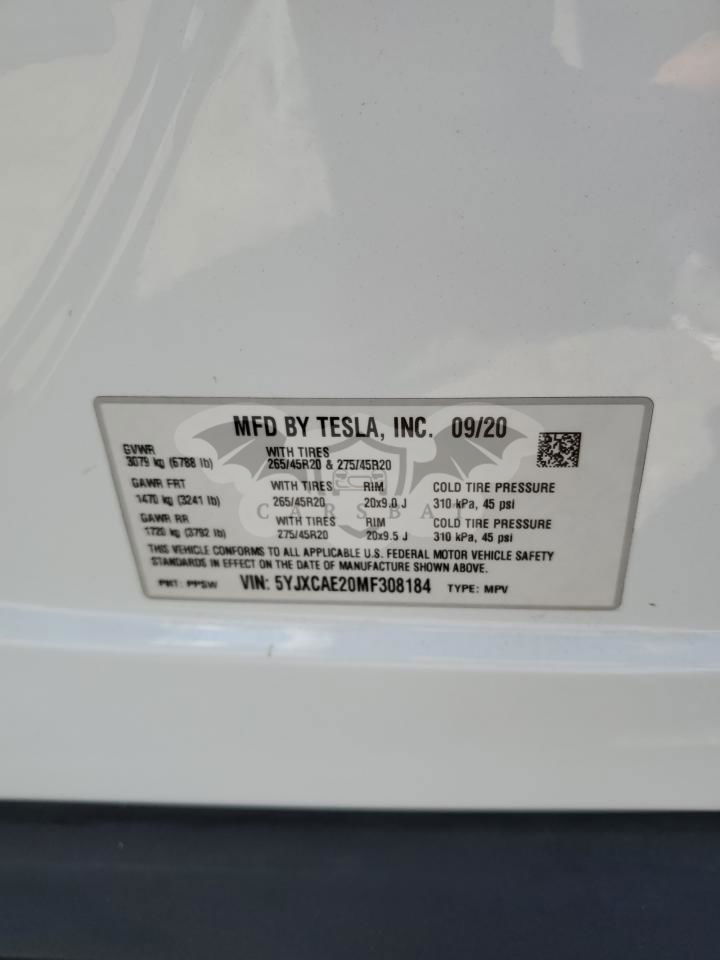 MFD BY TESLA, INC. 09/20
GVWR
3079 kg (6788 lb)
WITH TIRES
265/45R20 & 275/45R20
GAWR FRT
1470 kg (3241 lb)
WITH TIRES
265/45R20
RIM
20x9.0 J
COLD TIRE PRESSURE
310 kPa, 45 psi
GAWR RR
1720 kg (3792 lb)
WITH TIRES
275/45R20
RIM
20x9.5 J
COLD TIRE PRESSURE
310 kPa, 45 psi
THIS VEHICLE CONFORMS TO ALL APPLICABLE U.S. FEDERAL MOTOR VEHICLE SAFETY
STANDARDS IN EFFECT ON THE DATE OF MANUFACTURE SHOWN ABOVE.
PNT: PPSW VIN: 5YJXCAE20MF308184 TYPE: MPV
CARSBAT